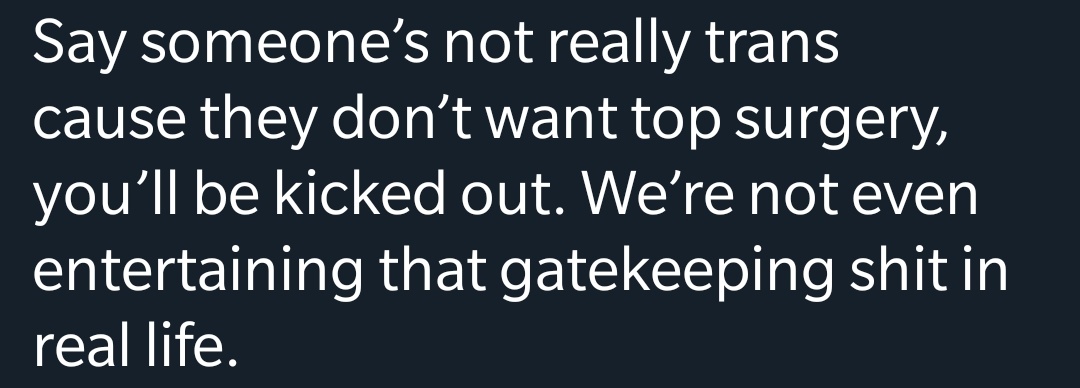 Say someone’s not really trans
cause they don’t want top surgery,
you’ll be kicked out. We’re not even
entertaining that gatekeeping shit in
real life.